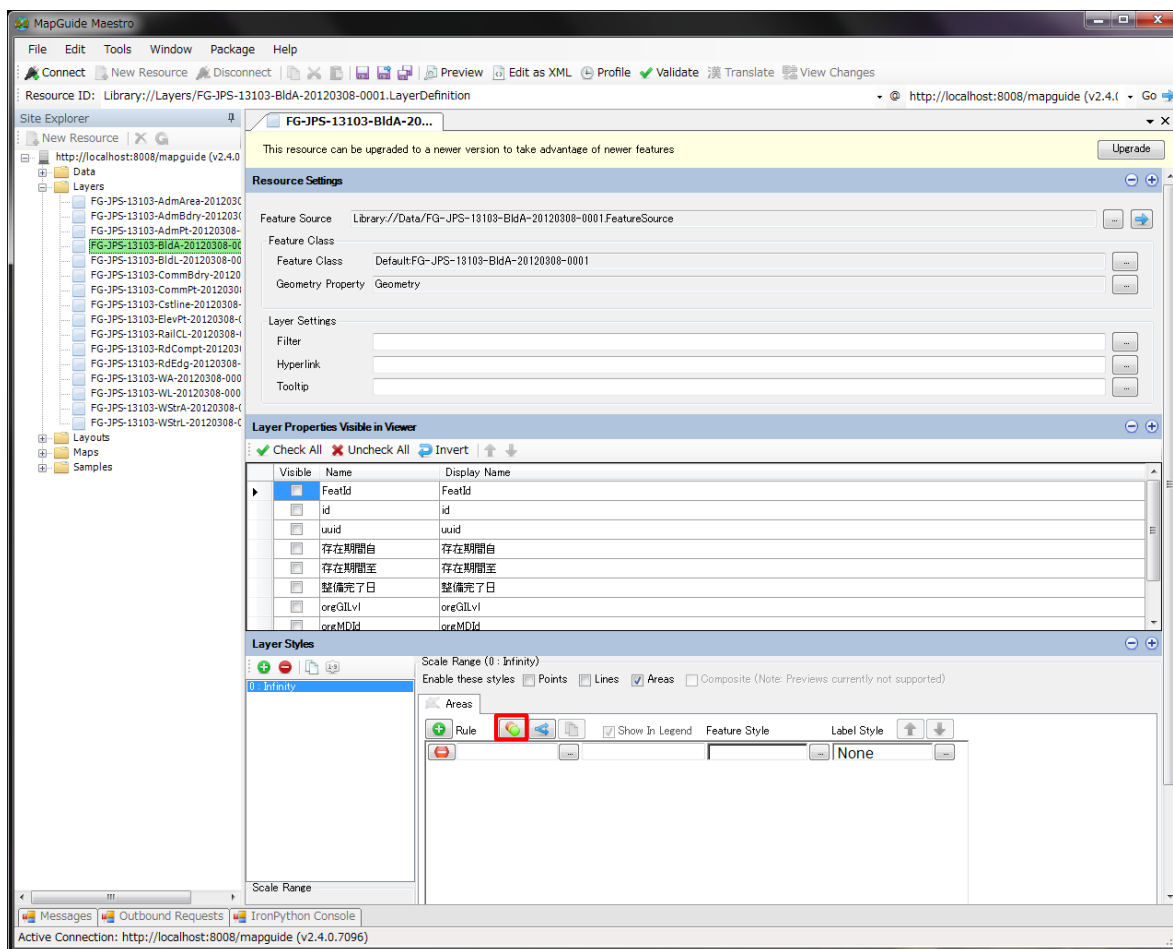 MapGuide Maestro
File Edit Tools Window Package Help
Connect New Resource Disconnect Preview Edit as XML Profile Validate Translate View Changes
Resource ID: Library://Layers/FG-JPS-13103-BldA-20120308-0001.LayerDefinition @ http://localhost:8008/mapguide (v2.4.( Go
Site Explorer
FG-JPS-13103-BldA-20...
New Resource
This resource can be upgraded to a newer version to take advantage of newer features Upgrade
http://localhost:8008/mapguide (v2.4.0
Data
Layers
FG-JPS-13103-AdmArea-2012030
FG-JPS-13103-AdmBdry-2012030
FG-JPS-13103-AdmPt-20120308-
FG-JPS-13103-BldA-20120308-00
FG-JPS-13103-BldL-20120308-00
FG-JPS-13103-CommBdry-20120
FG-JPS-13103-CommPt-2012030
FG-JPS-13103-Cstline-20120308-
FG-JPS-13103-ElevPt-20120308-0
FG-JPS-13103-RailCL-20120308-
FG-JPS-13103-RdCompt-201203
FG-JPS-13103-RdEdg-20120308-
FG-JPS-13103-WA-20120308-000
FG-JPS-13103-WL-20120308-000
FG-JPS-13103-WStrA-20120308-0
FG-JPS-13103-WStrL-20120308-0
Layouts
Maps
Samples
Resource Settings
Feature Source Library://Data/FG-JPS-13103-BldA-20120308-0001.FeatureSource ...
Feature Class
Feature Class Default:FG-JPS-13103-BldA-20120308-0001 ...
Geometry Property Geometry ...
Layer Settings
Filter ...
Hyperlink ...
Tooltip ...
Layer Properties Visible in Viewer
Check All Uncheck All Invert
Visible Name Display Name
FeatId FeatId
id id
uuid uuid
存在期間自 存在期間自
存在期間至 存在期間至
整備完了日 整備完了日
orgGILvl orgGILvl
orgMDId orgMDId
Layer Styles
0 : Infinity
Scale Range
Scale Range (0 : Infinity)
Enable these styles Points Lines Areas Composite (Note: Previews currently not supported)
Areas
Rule Show In Legend Feature Style Label Style
... ... None ...
Messages Outbound Requests IronPython Console
Active Connection: http://localhost:8008/mapguide (v2.4.0.7096)